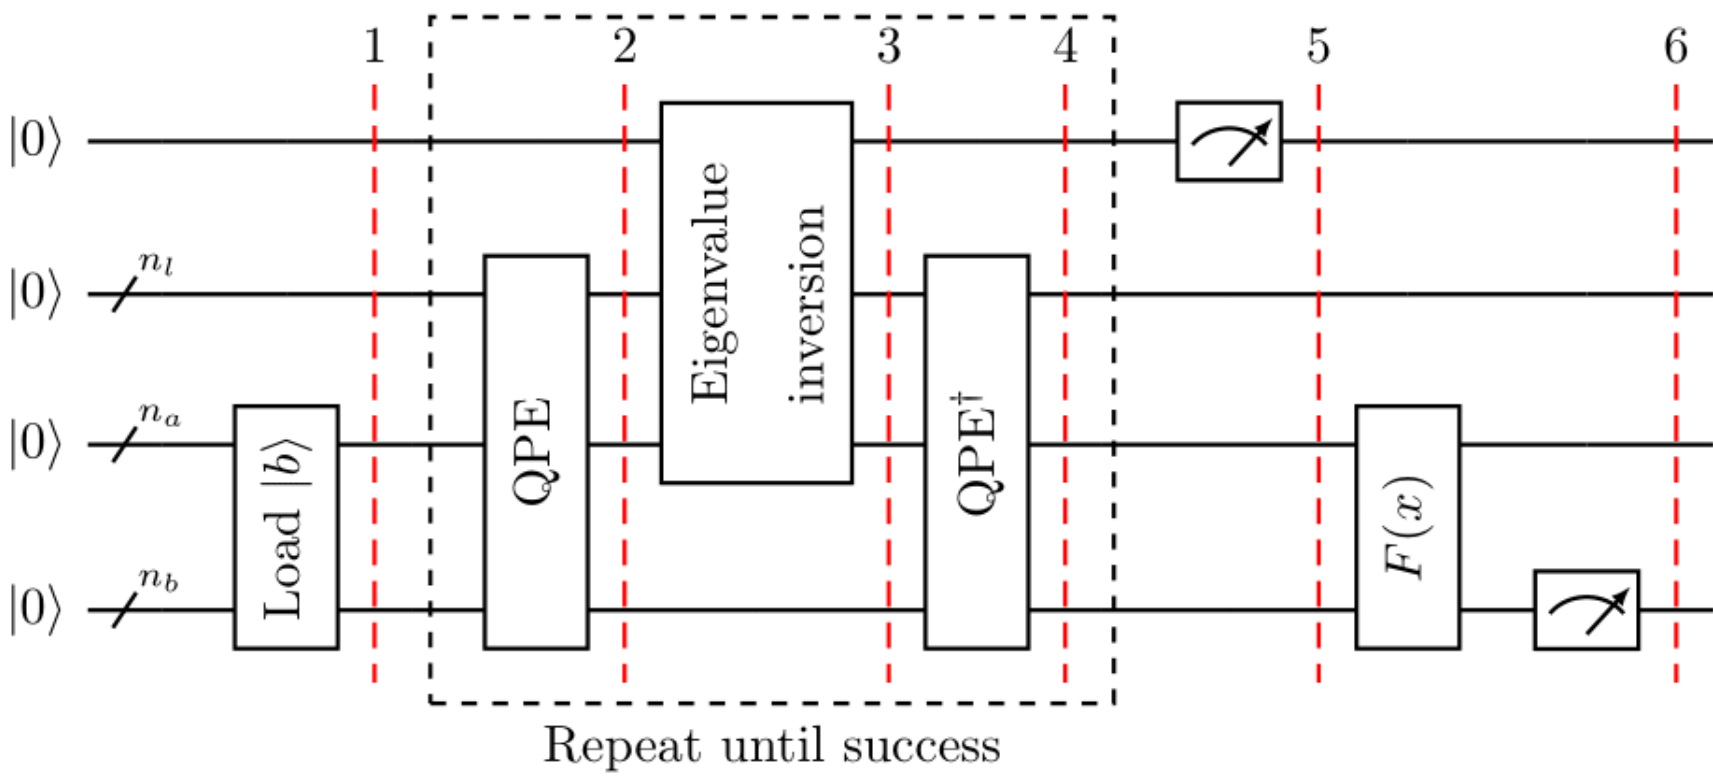 1 2 3 4 5 6
|0⟩
|0⟩ n_l
|0⟩ n_a
|0⟩ n_b
Load |b⟩
QPE
Eigenvalue
inversion
QPE†
F(x)
Repeat until success